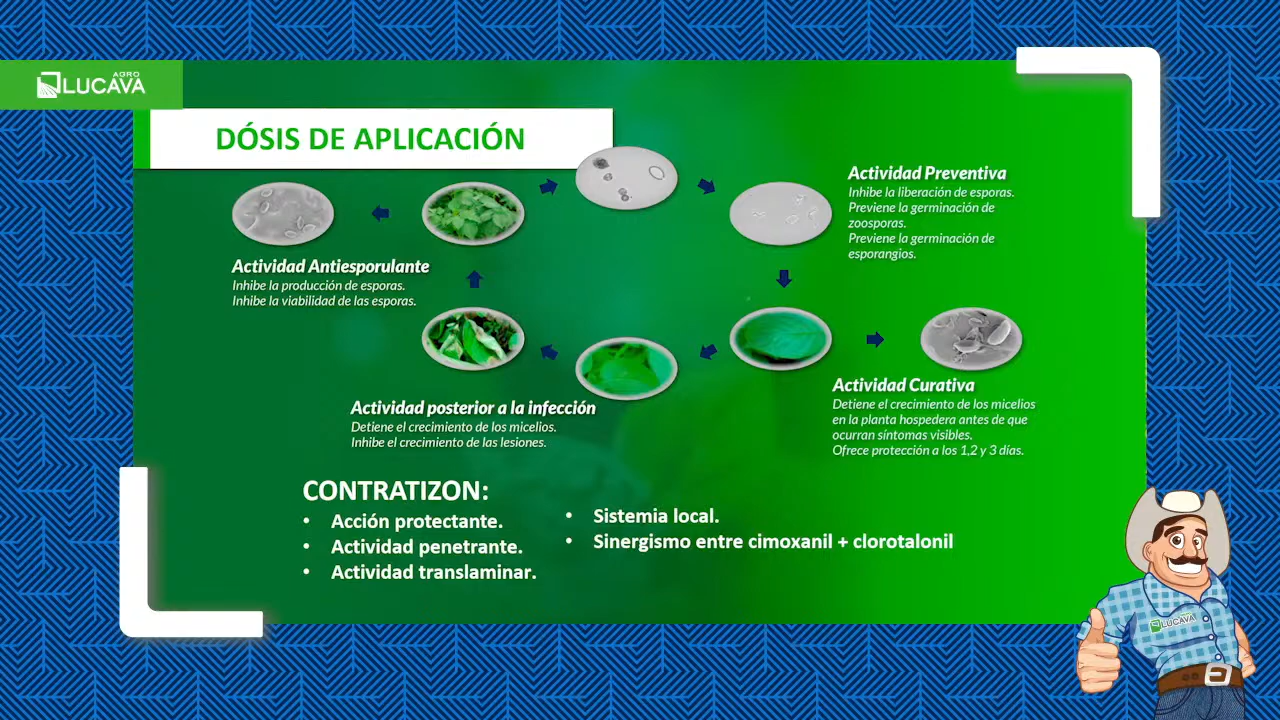 AGRO
LUCAVA
DÓSIS DE APLICACIÓN
Actividad Preventiva
Inhibe la liberación de esporas.
Previene la germinación de
zoosporas.
Previene la germinación de
esporangios.
Actividad Antiesporulante
Inhibe la producción de esporas.
Inhibe la viabilidad de las esporas.
Actividad Curativa
Detiene el crecimiento de los micelios
en la planta hospedera antes de que
ocurran síntomas visibles.
Ofrece protección a los 1,2 y 3 días.
Actividad posterior a la infección
Detiene el crecimiento de los micelios.
Inhibe el crecimiento de las lesiones.
CONTRATIZON:
• Acción protectante.
• Actividad penetrante.
• Actividad translaminar.
• Sistemia local.
• Sinergismo entre cimoxanil + clorotalonil
LUCAVA